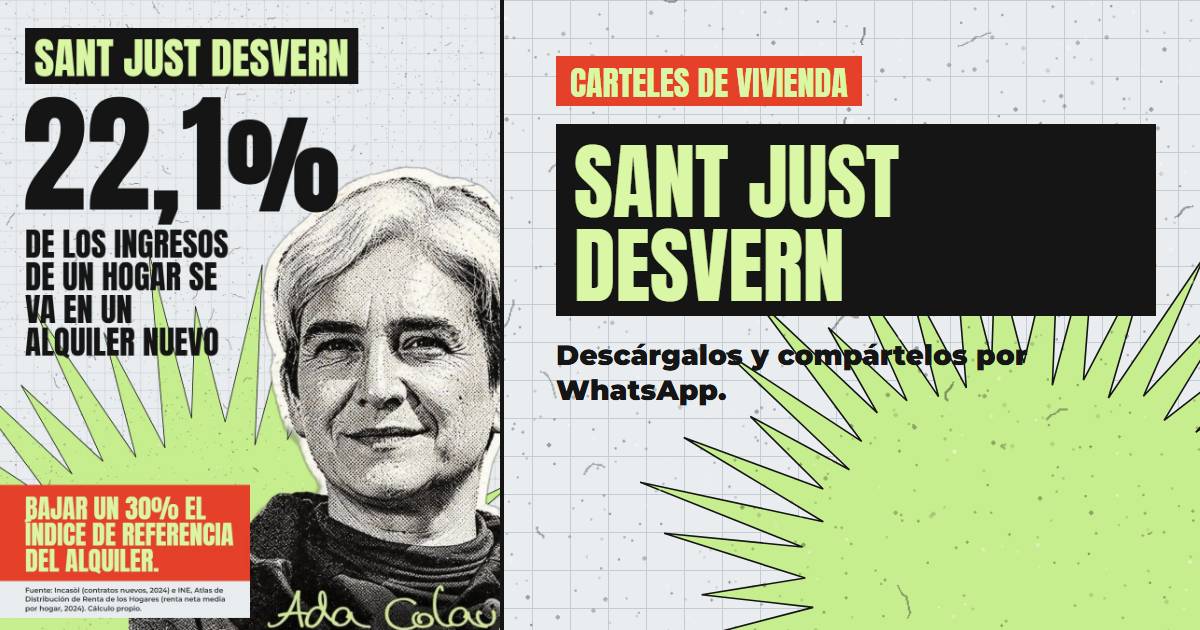 SANT JUST DESVERN
22,1%
DE LOS INGRESOS
DE UN HOGAR SE
VA EN UN
ALQUILER NUEVO
BAJAR UN 30% EL
ÍNDICE DE REFERENCIA
DEL ALQUILER.
Fuente: Incasòl (contratos nuevos, 2024) e INE, Atlas de
Distribución de Renta de los Hogares (renta neta media
por hogar, 2024). Cálculo propio.
Ada Colau
CARTELES DE VIVIENDA
SANT JUST
DESVERN
Descárgalos y compártelos por
WhatsApp.